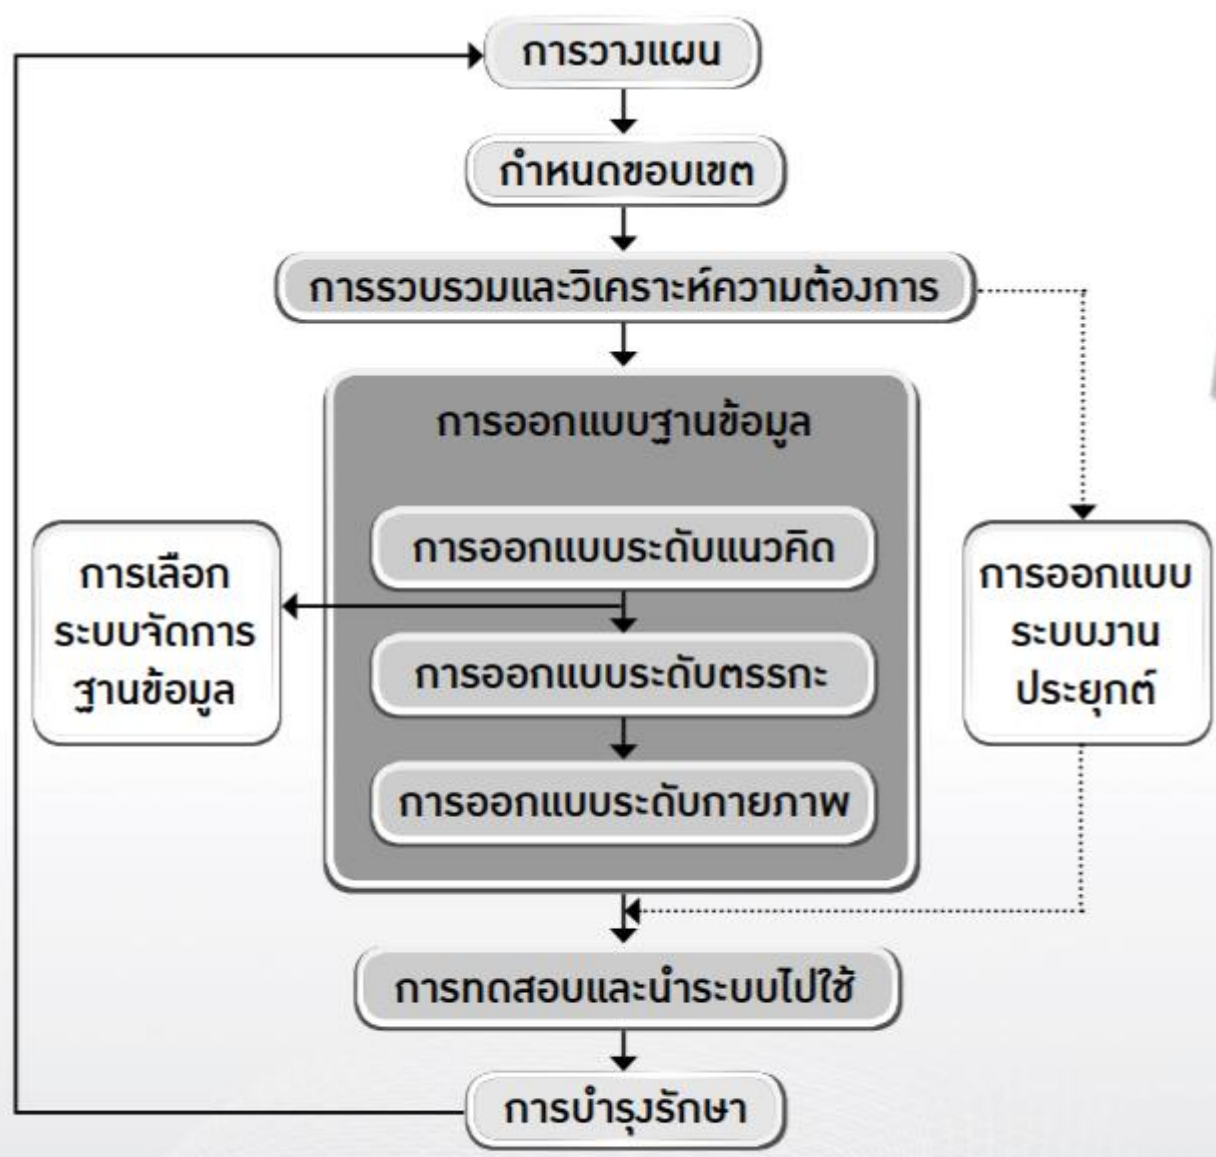 การวางแผน
กำหนดขอบเขต
การรวบรวมและวิเคราะห์ความต้องการ
การออกแบบฐานข้อมูล
การออกแบบระดับแนวคิด
การเลือก
ระบบจัดการ
ฐานข้อมูล
การออกแบบระดับตรรกะ
การออกแบบระดับกายภาพ
การออกแบบ
ระบบงาน
ประยุกต์
การทดสอบและนำระบบไปใช้
การบำรุงรักษา